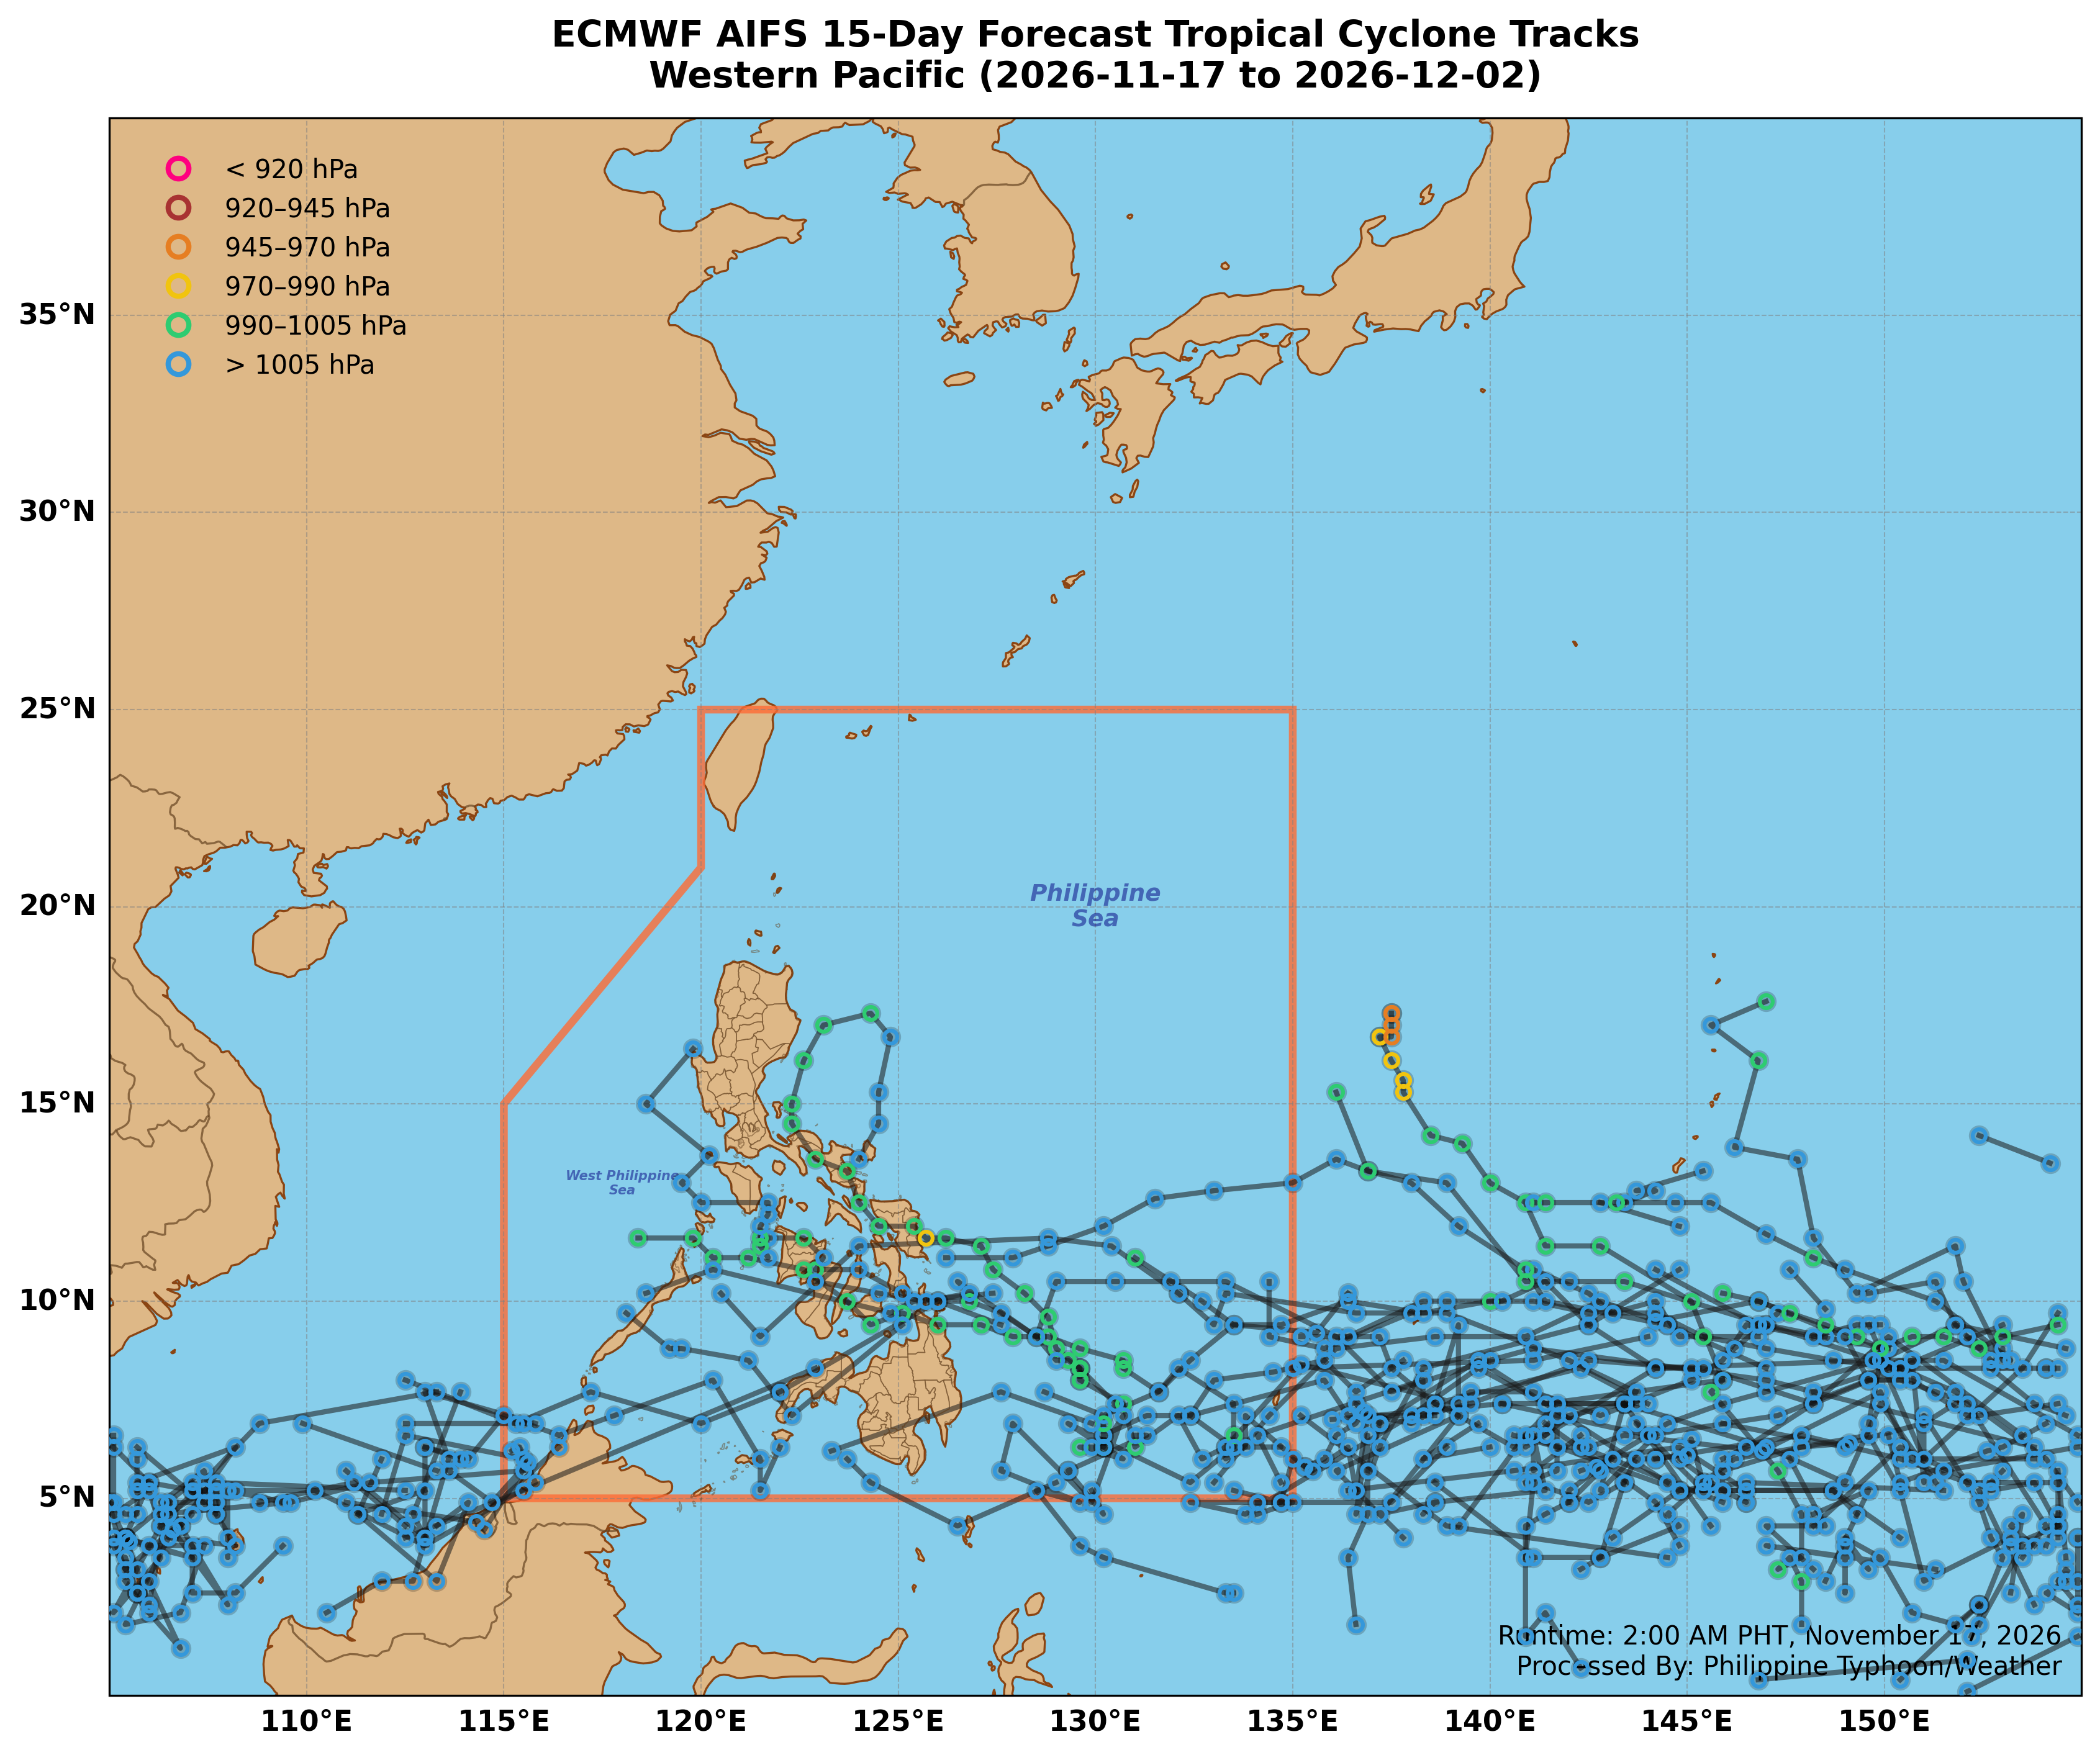 ECMWF AIFS 15-Day Forecast Tropical Cyclone Tracks
Western Pacific (2026-11-17 to 2026-12-02)
< 920 hPa
920–945 hPa
945–970 hPa
970–990 hPa
990–1005 hPa
> 1005 hPa
35°N
30°N
25°N
20°N
15°N
10°N
5°N
Philippine
Sea
West Philippine
Sea
Runtime: 2:00 AM PHT, November 17, 2026
Processed By: Philippine Typhoon/Weather
110°E
115°E
120°E
125°E
130°E
135°E
140°E
145°E
150°E